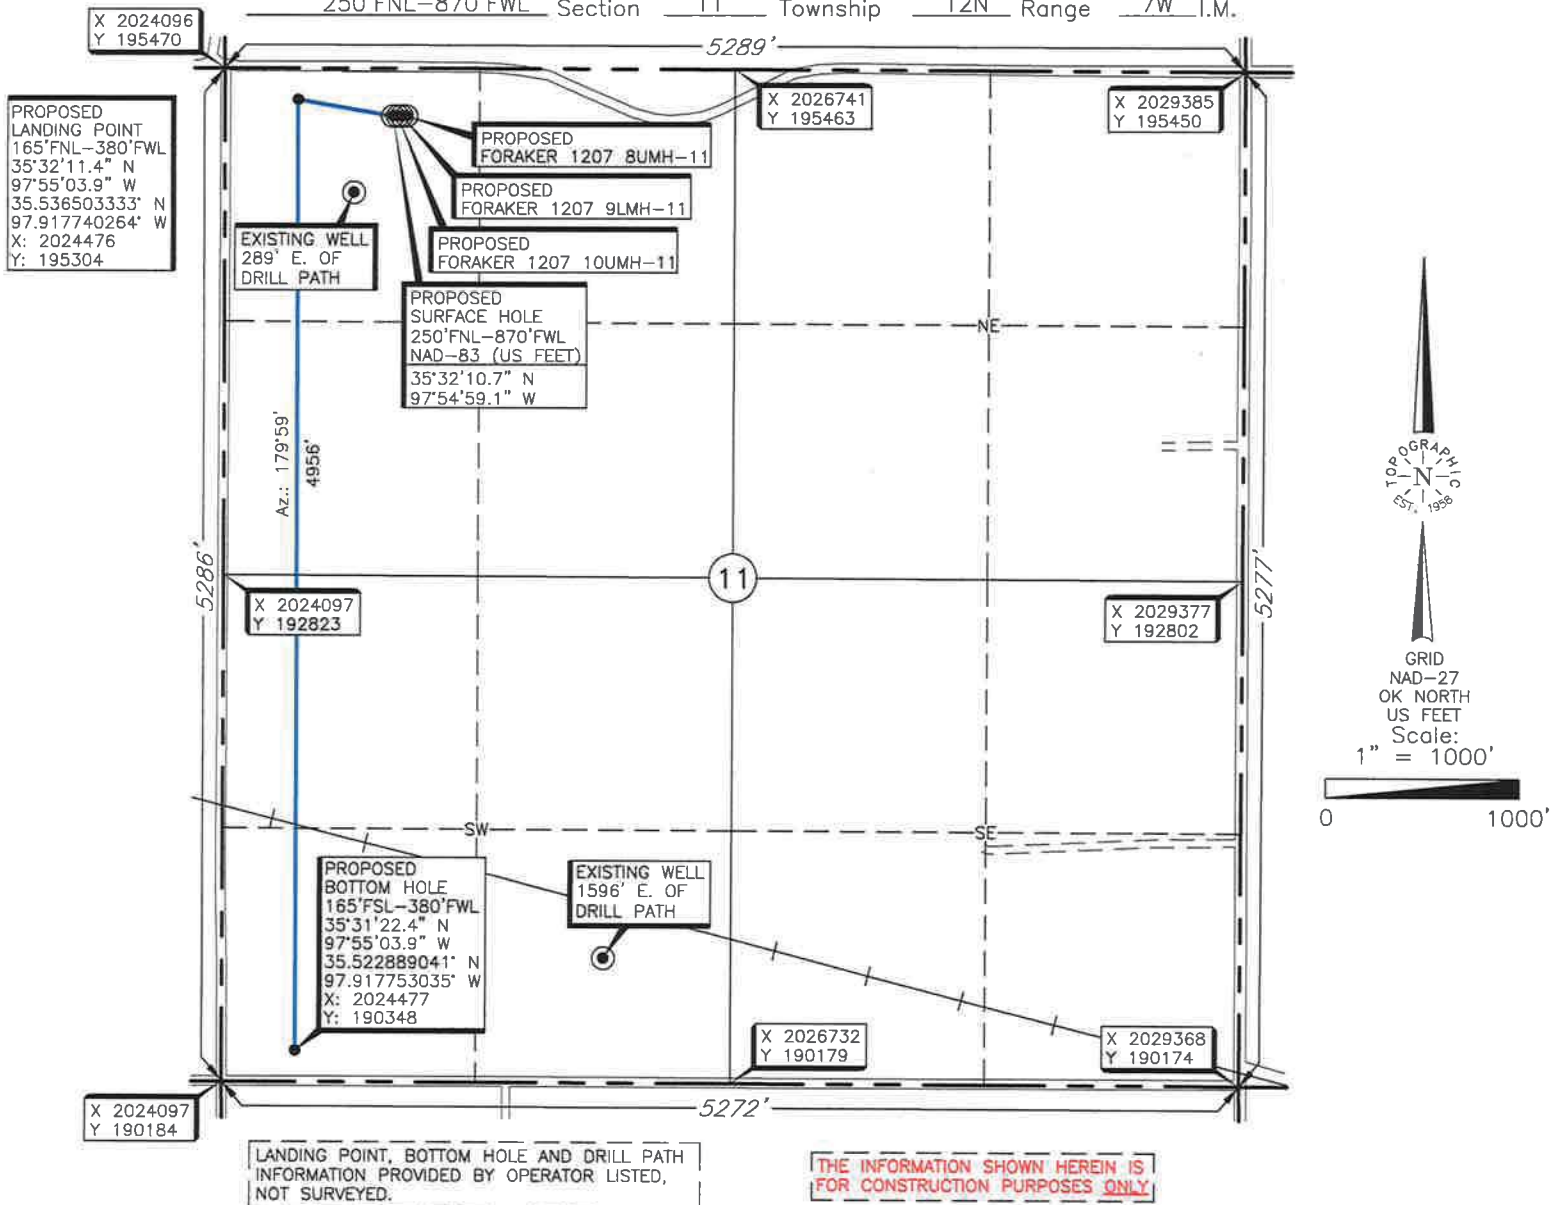 250'FNL-870'FWL Section 11 Township 12N Range 7W I.M.
X 2024096
Y 195470
5289'
X 2026741
Y 195463
X 2029385
Y 195450
PROPOSED
LANDING POINT
165'FNL-380'FWL
35°32'11.4" N
97°55'03.9" W
35.536503333° N
97.917740264° W
X: 2024476
Y: 195304
PROPOSED
FORAKER 1207 8UMH-11
PROPOSED
FORAKER 1207 9LMH-11
PROPOSED
FORAKER 1207 10UMH-11
EXISTING WELL
289' E. OF
DRILL PATH
PROPOSED
SURFACE HOLE
250'FNL-870'FWL
NAD-83 (US FEET)
35°32'10.7" N
97°54'59.1" W
NE
Az.: 179°59'
4956'
TOPOGRAPHIC
N
EST. 1958
5286'
11
5277'
X 2024097
Y 192823
X 2029377
Y 192802
GRID
NAD-27
OK NORTH
US FEET
Scale:
1" = 1000'
0 1000'
SW
SE
PROPOSED
BOTTOM HOLE
165'FSL-380'FWL
35°31'22.4" N
97°55'03.9" W
35.522889041° N
97.917753035° W
X: 2024477
Y: 190348
EXISTING WELL
1596' E. OF
DRILL PATH
X 2026732
Y 190179
X 2029368
Y 190174
X 2024097
Y 190184
5272'
LANDING POINT, BOTTOM HOLE AND DRILL PATH
INFORMATION PROVIDED BY OPERATOR LISTED,
NOT SURVEYED.
THE INFORMATION SHOWN HEREIN IS
FOR CONSTRUCTION PURPOSES ONLY